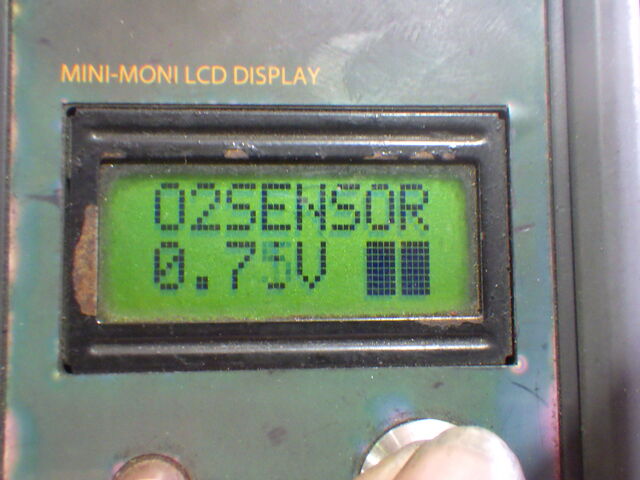 MINI-MONI LCD DISPLAY
O2SENSOR
0.75V